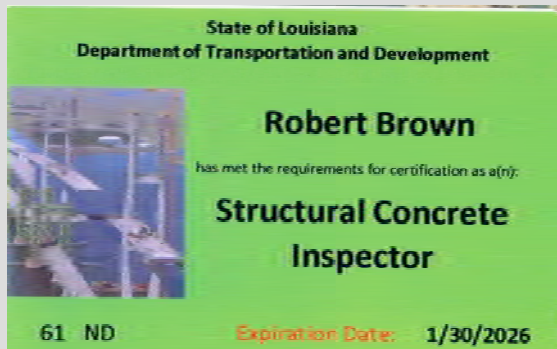 State of Louisiana
Department of Transportation and Development
Robert Brown
has met the requirements for certification as a(n):
Structural Concrete
Inspector
61 ND
Expiration Date: 1/30/2026